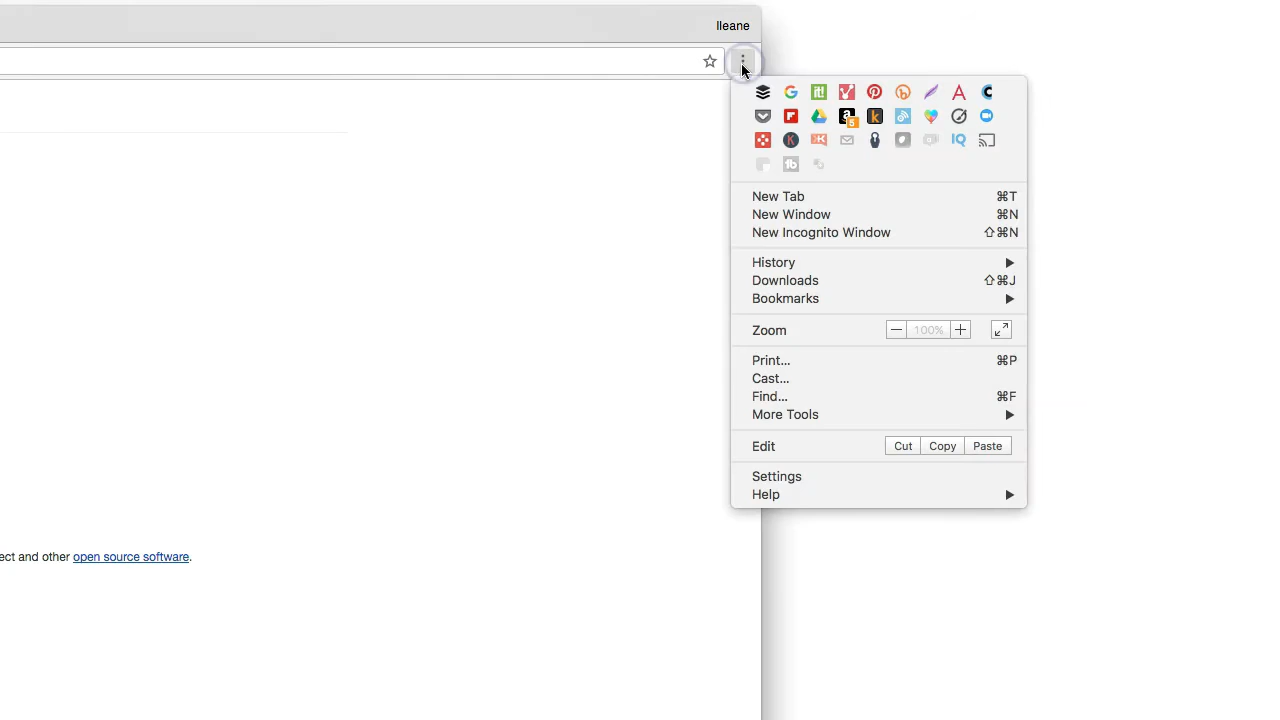 Ileane
New Tab ⌘T
New Window ⌘N
New Incognito Window ⇧⌘N
History
Downloads ⇧⌘J
Bookmarks
Zoom 100%
Print... ⌘P
Cast...
Find... ⌘F
More Tools
Edit Cut Copy Paste
Settings
Help
ect and other open source software.